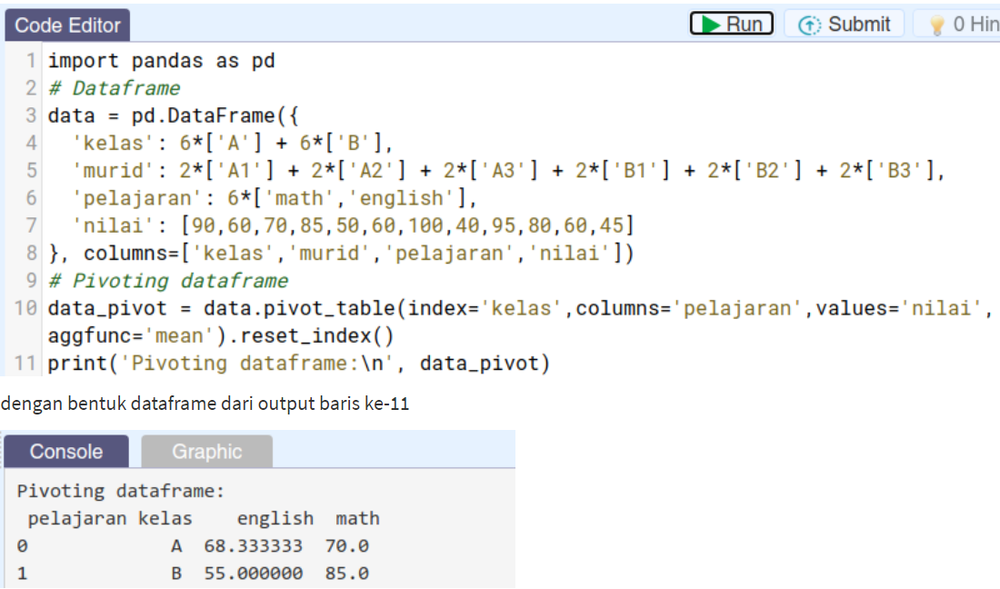 Code Editor
Run Submit 0 Hin
1 import pandas as pd
2 # Dataframe
3 data = pd.DataFrame({
4   'kelas': 6*['A'] + 6*['B'],
5   'murid': 2*['A1'] + 2*['A2'] + 2*['A3'] + 2*['B1'] + 2*['B2'] + 2*['B3'],
6   'pelajaran': 6*['math','english'],
7   'nilai': [90,60,70,85,50,60,100,40,95,80,60,45]
8 }, columns=['kelas','murid','pelajaran','nilai'])
9 # Pivoting dataframe
10 data_pivot = data.pivot_table(index='kelas',columns='pelajaran',values='nilai',
aggfunc='mean').reset_index()
11 print('Pivoting dataframe:\n', data_pivot)
dengan bentuk dataframe dari output baris ke-11
Console Graphic
Pivoting dataframe:
pelajaran kelas english math
0 A 68.333333 70.0
1 B 55.000000 85.0